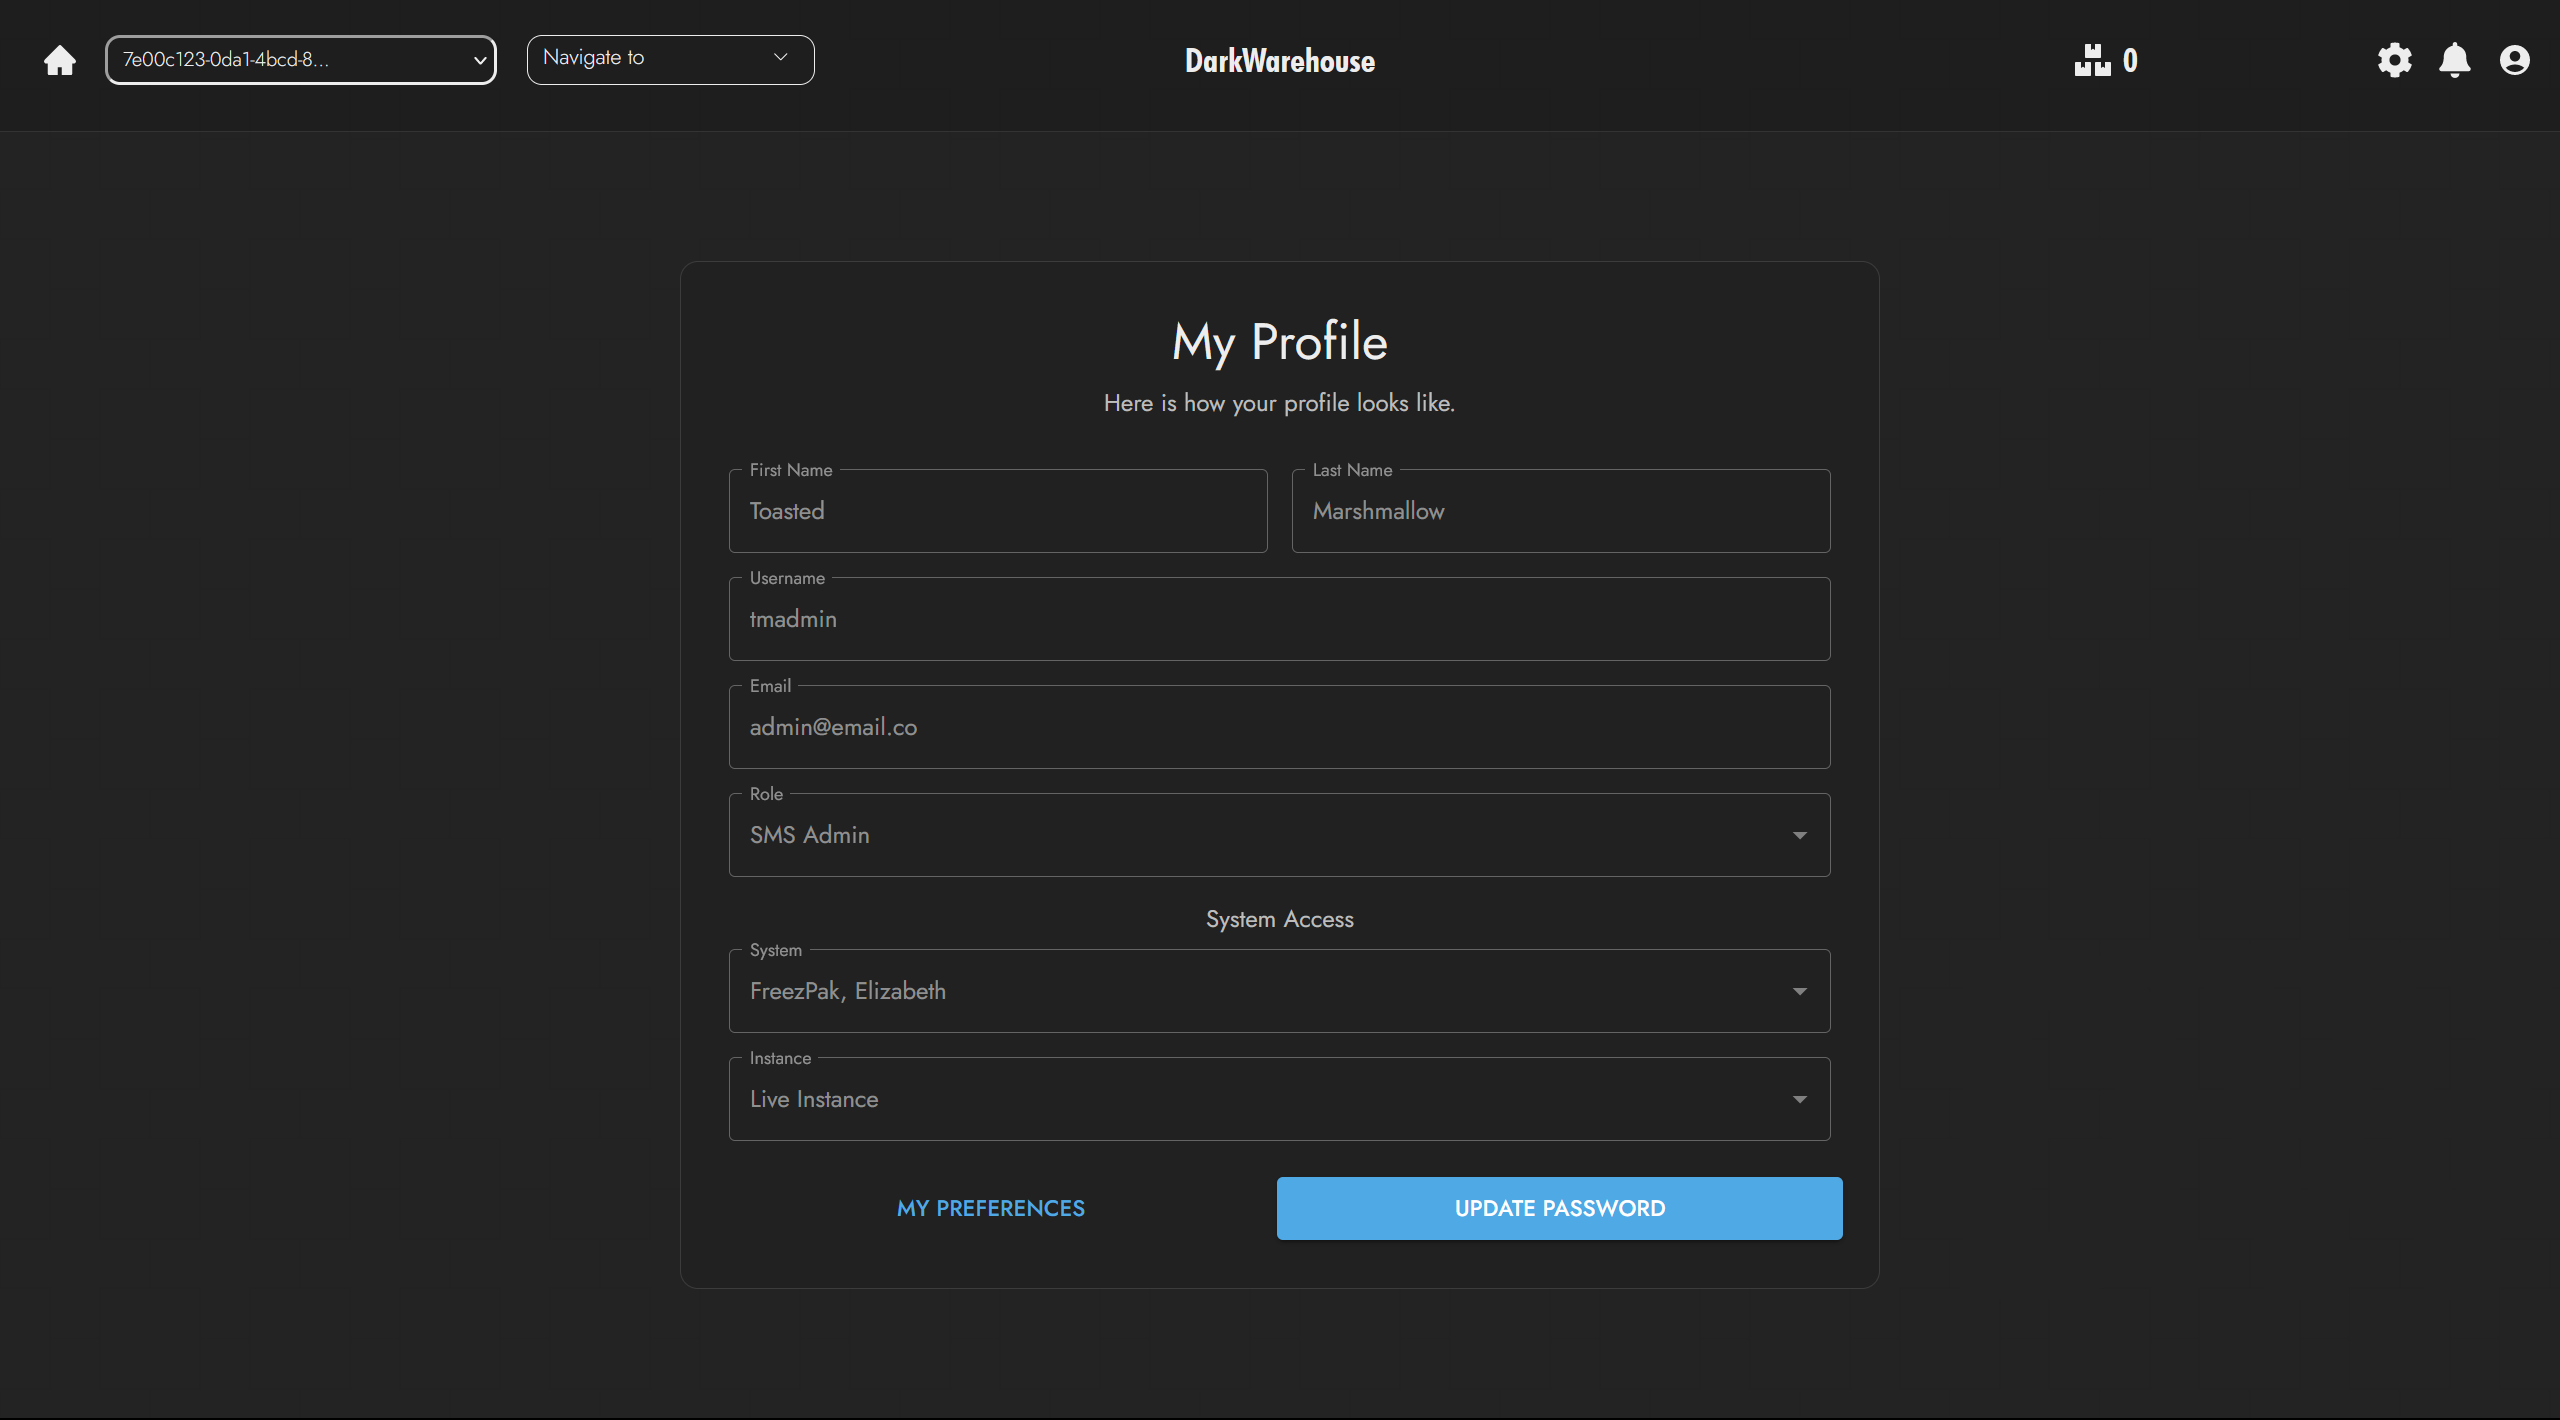 7e00c123-0da1-4bcd-8...
Navigate to
DarkWarehouse
0
My Profile
Here is how your profile looks like.
First Name
Toasted
Last Name
Marshmallow
Username
tmadmin
Email
admin@email.co
Role
SMS Admin
System Access
System
FreezPak, Elizabeth
Instance
Live Instance
MY PREFERENCES
UPDATE PASSWORD